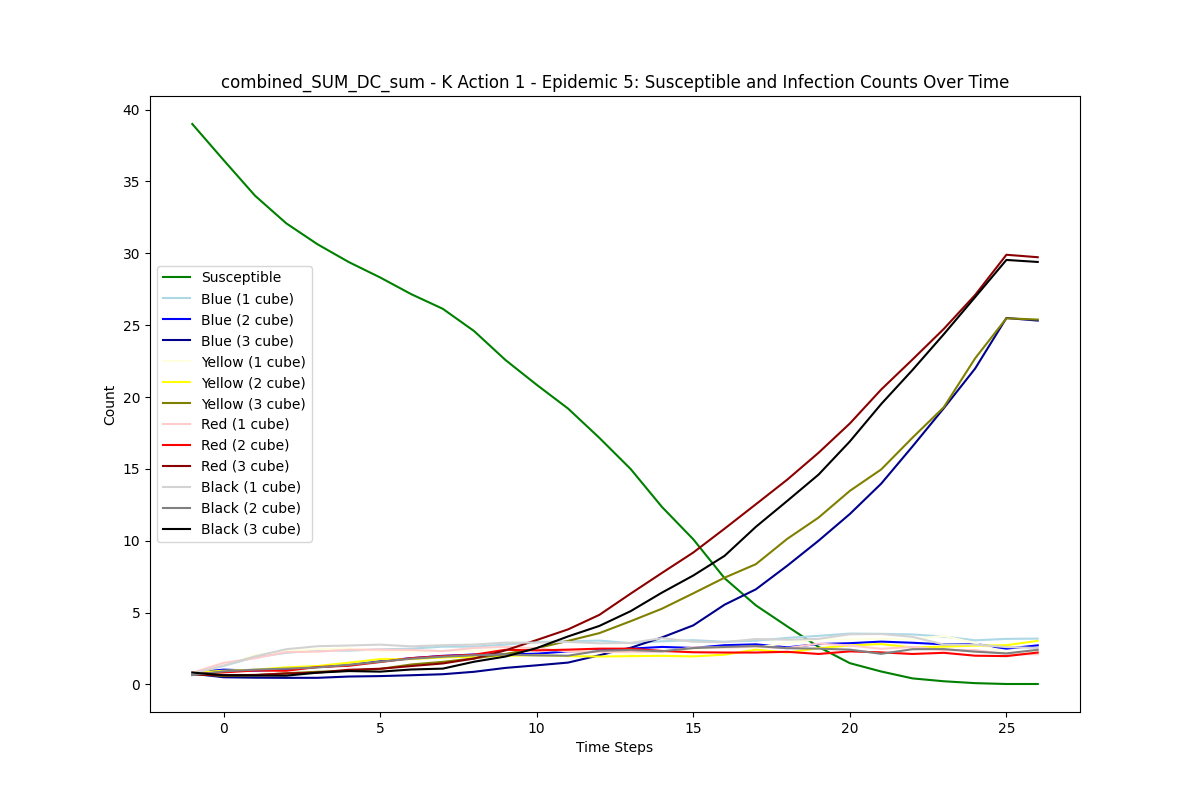 combined_SUM_DC_sum - K Action 1 - Epidemic 5: Susceptible and Infection Counts Over Time
40
35
30
25
20
15
10
5
0
Count
Susceptible
Blue (1 cube)
Blue (2 cube)
Blue (3 cube)
Yellow (1 cube)
Yellow (2 cube)
Yellow (3 cube)
Red (1 cube)
Red (2 cube)
Red (3 cube)
Black (1 cube)
Black (2 cube)
Black (3 cube)
0 5 10 15 20 25
Time Steps